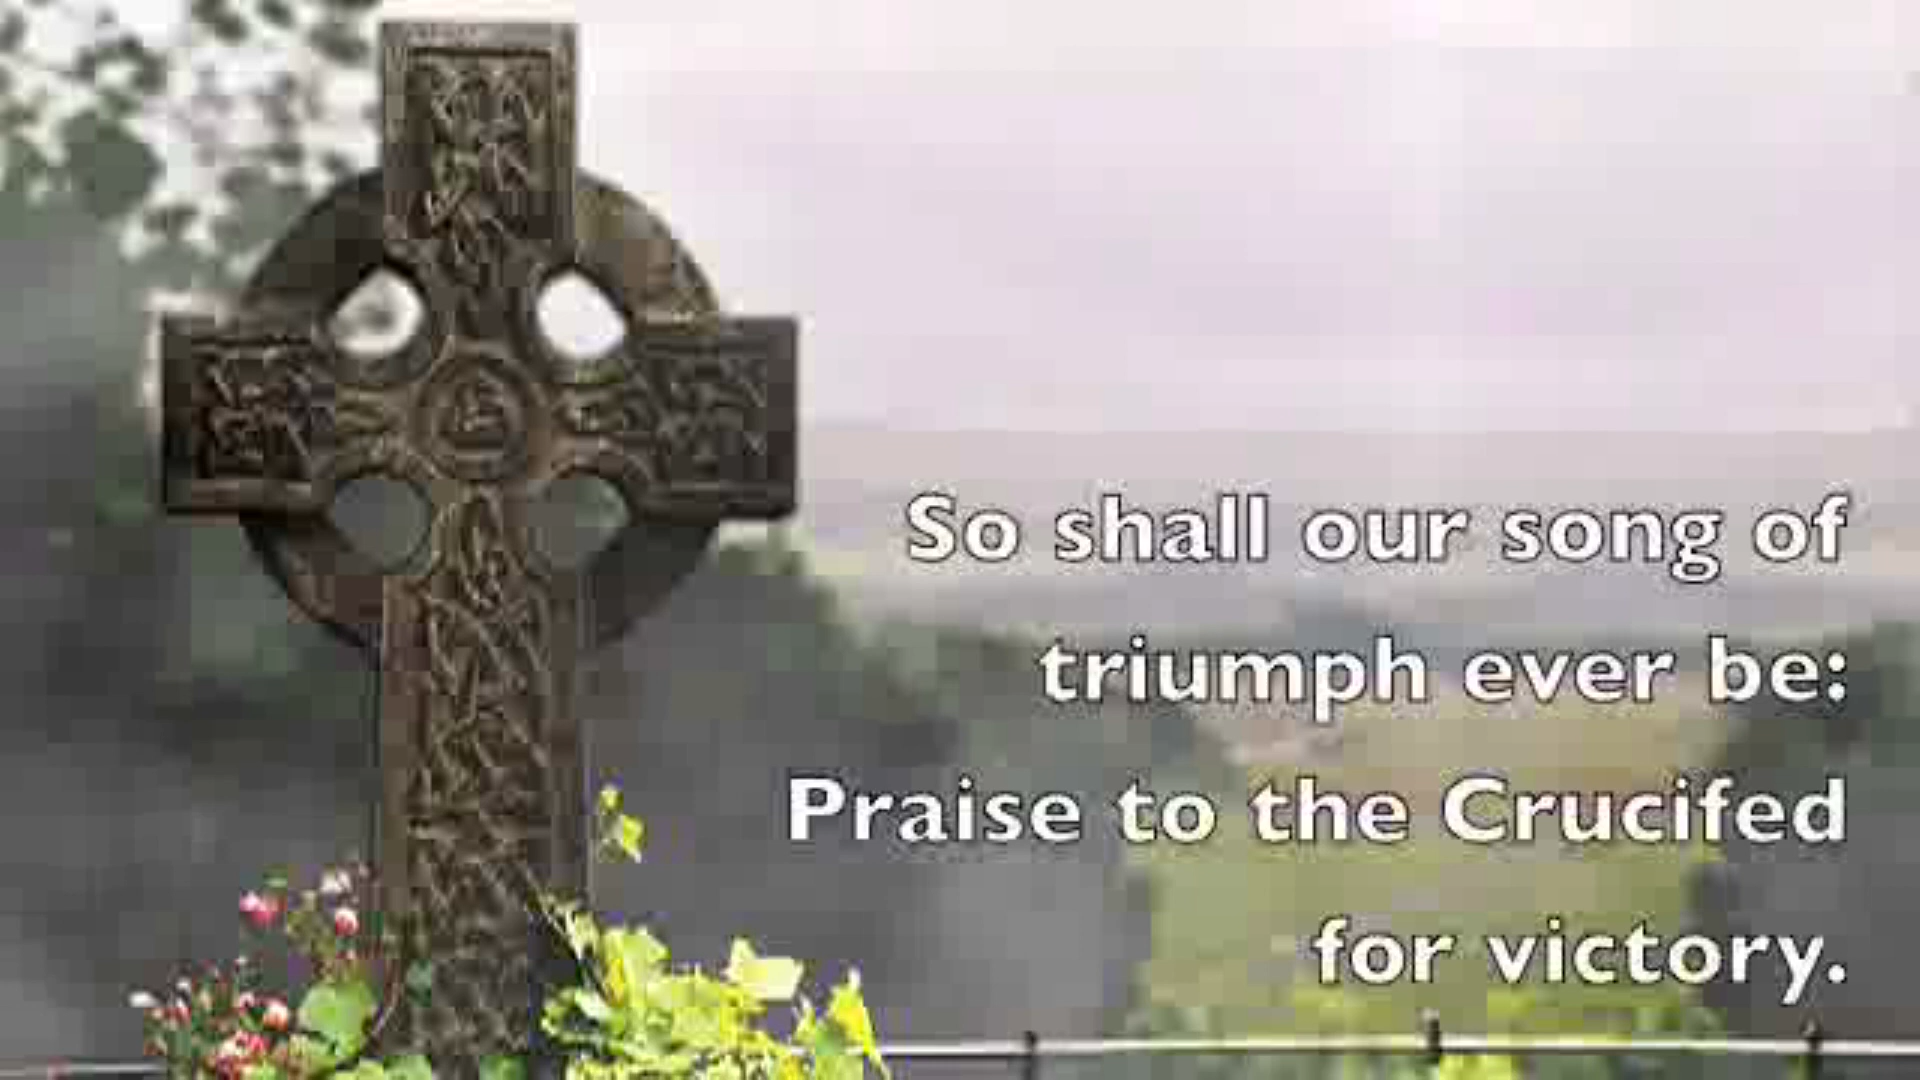 So shall our song of
triumph ever be:
Praise to the Crucifed
for victory.